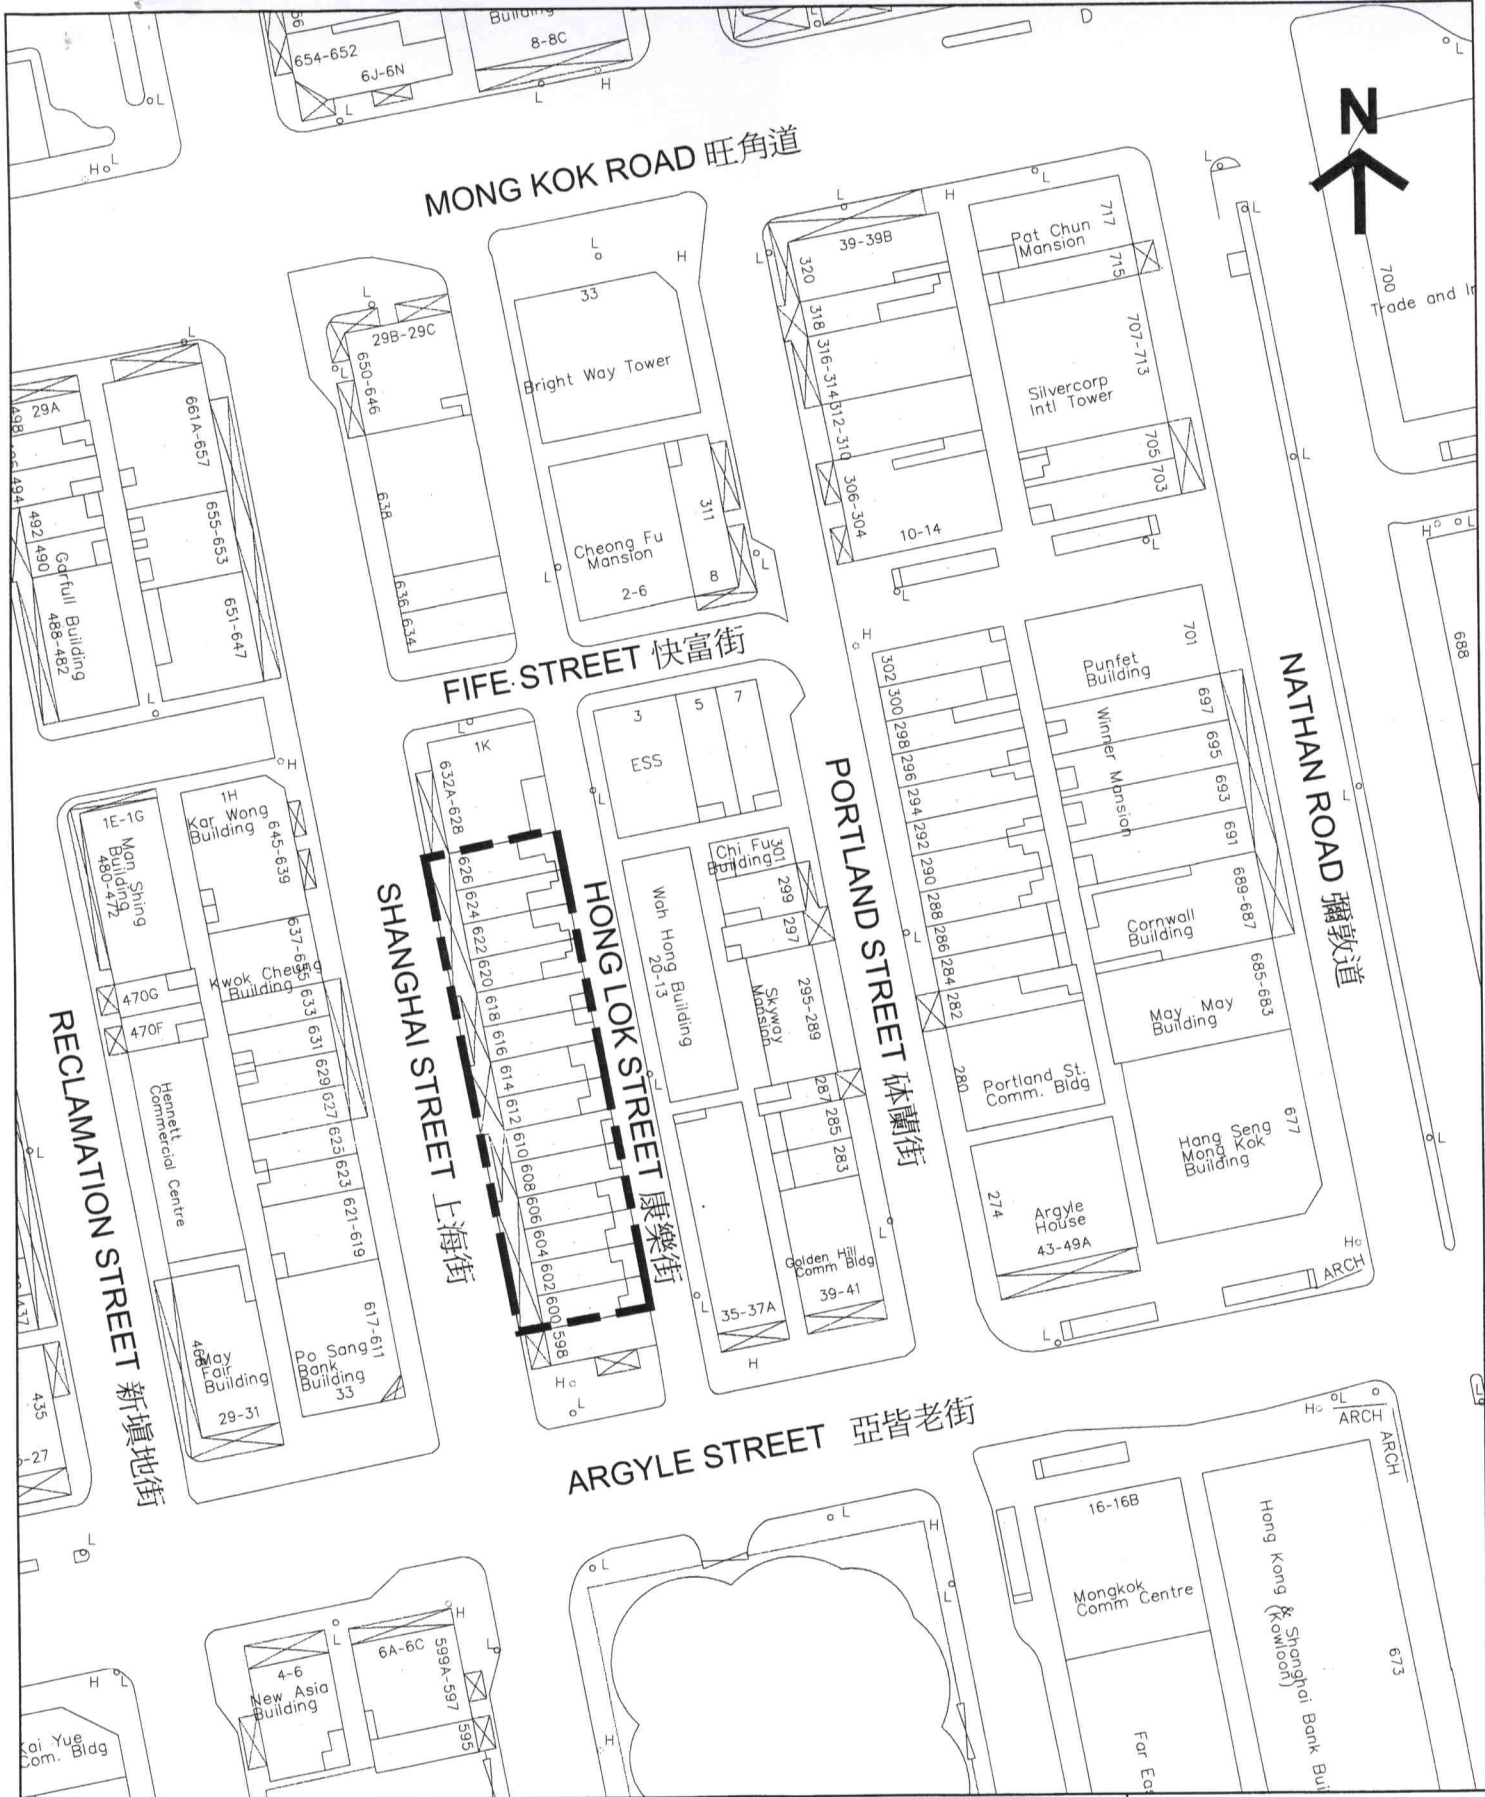 Building
8-8C
654-652
6J-6N
L
H
D
L
L
HoL
N
MONG KOK ROAD 旺角道
L
H
L
H
L
L
Pat Chun
Mansion
717
715
39-39B
320
318
316-314
312-310
306-304
10-14
707-713
Silvercorp
Intl Tower
705
703
700
L
29B-29C
650-646
638
636
634
33
Bright Way Tower
Cheong Fu
Mansion
2-6
311
8
29A
498
494
492
490
Garfull Building
488-482
661A-657
655-653
651-647
FIFE STREET 快富街
1K
632A-628
3
5
7
ESS
302
300
298
296
294
292
290
288
286
284
282
280
Punfet
Building
701
Winner Mansion
697
695
693
691
689-687
Cornwall
Building
685-683
May May
Building
Portland St.
Comm. Bldg
Hang Seng
Mong Kok
Building
677
274
Argyle
House
43-49A
688
NATHAN ROAD 彌敦道
PORTLAND STREET 砵蘭街
HONG LOK STREET 康樂街
SHANGHAI STREET 上海街
RECLAMATION STREET 新塡地街
1E-1G
Man Shing
Building
480-472
1H
Kar Wong
Building
645-639
Kwok Cheung
Building
633
631
629
627
625
623
621-619
617-611
470G
470F
Hennett
Commercial Centre
May
Fair
Building
29-31
Po Sang
Bank
Building
33
626
624
622
620
618
616
614
612
610
608
606
604
602
600
598
Wah Hong Building
20-13
Chi Fu
Building
301
299
297
Skyway
Mansion
295-289
287
285
283
Golden Hill
Comm Bldg
39-41
35-37A
ARCH
435
437
ARGYLE STREET 亞皆老街
ARCH
ARCH
16-16B
Mongkok
Comm Centre
Hong Kong & Shanghai Bank
(Kowloon)
673
4-6
New Asia
Building
6A-6C
599A-597
595
Com. Bldg
Far